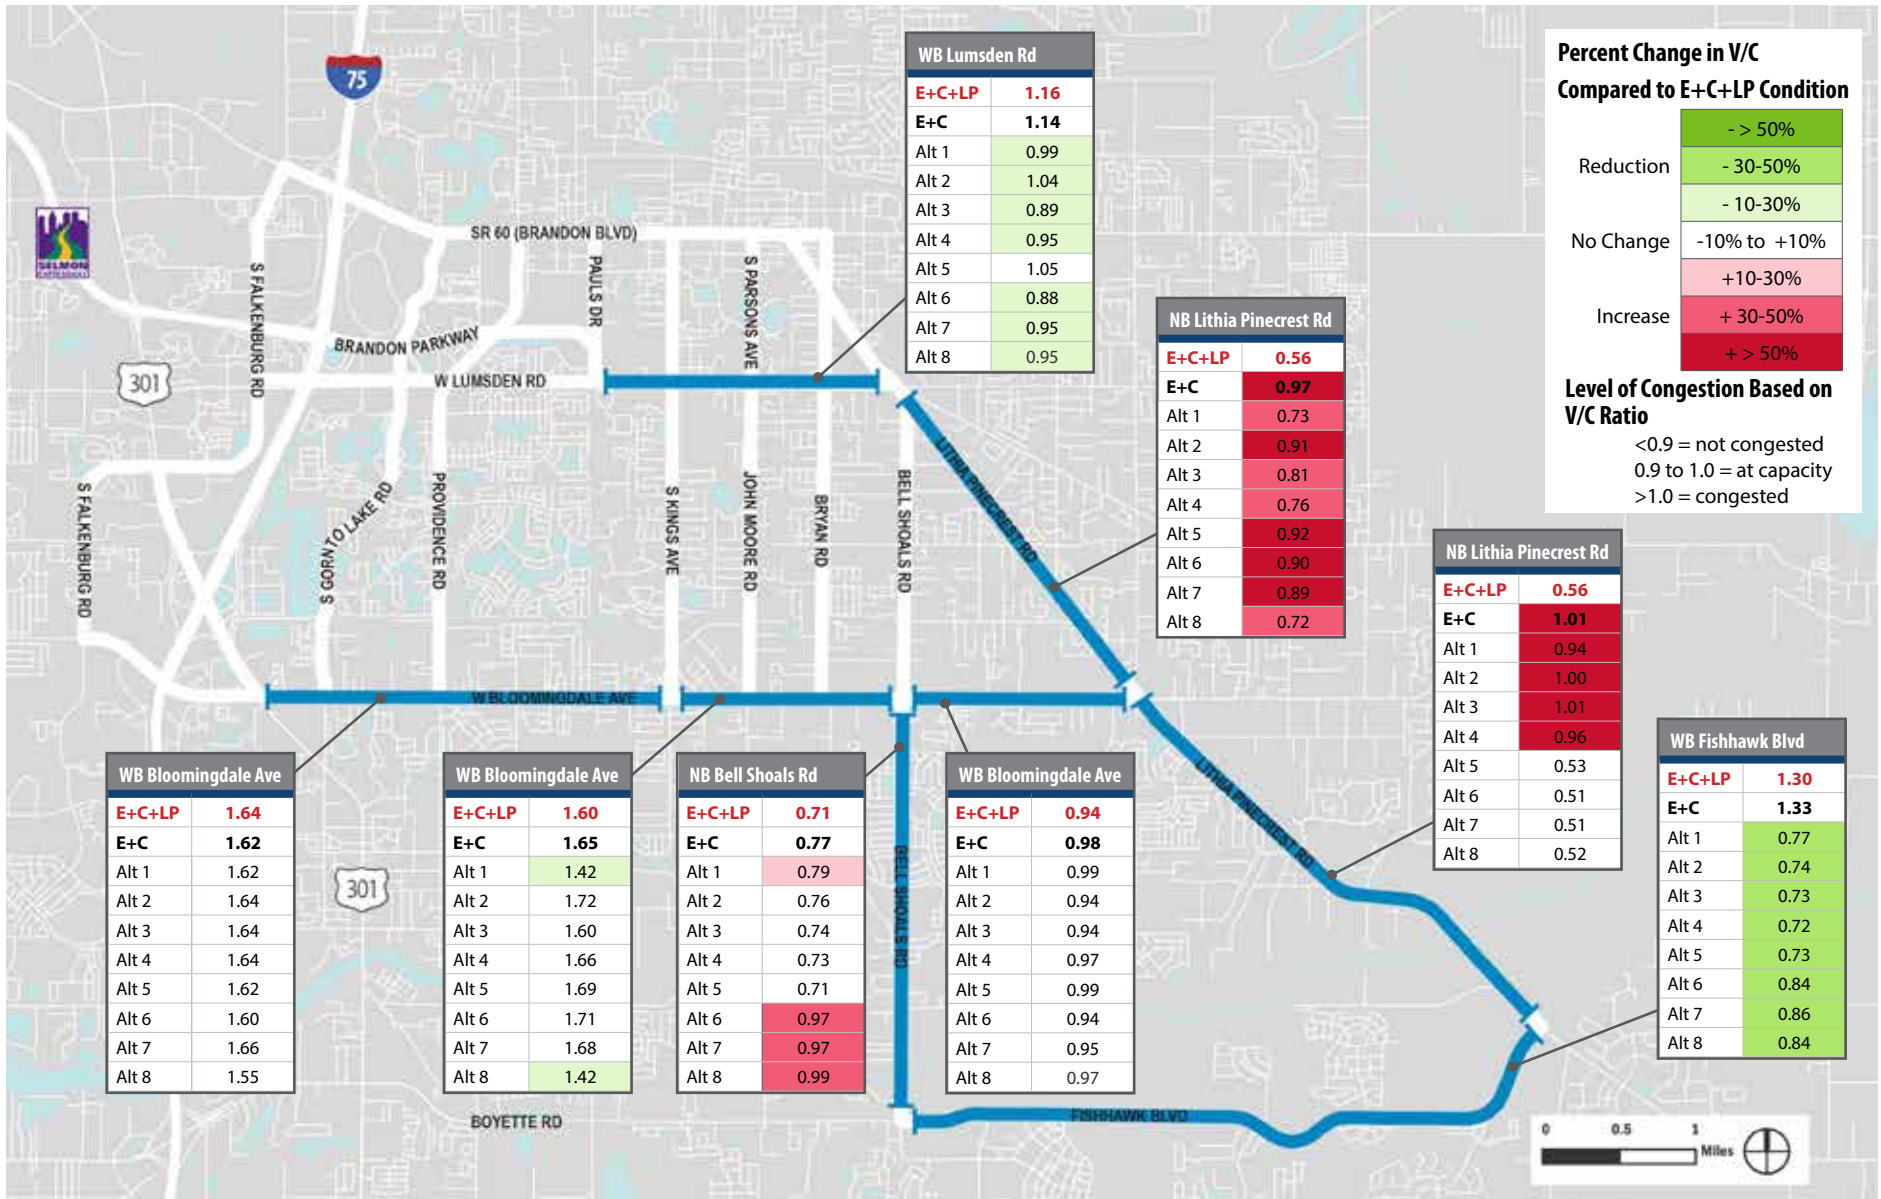 Percent Change in V/C
Compared to E+C+LP Condition
Reduction
- > 50%
- 30-50%
- 10-30%
No Change
-10% to +10%
Increase
+10-30%
+ 30-50%
+ > 50%
Level of Congestion Based on
V/C Ratio
<0.9 = not congested
0.9 to 1.0 = at capacity
>1.0 = congested
WB Lumsden Rd
E+C+LP 1.16
E+C 1.14
Alt 1 0.99
Alt 2 1.04
Alt 3 0.89
Alt 4 0.95
Alt 5 1.05
Alt 6 0.88
Alt 7 0.95
Alt 8 0.95
NB Lithia Pinecrest Rd
E+C+LP 0.56
E+C 0.97
Alt 1 0.73
Alt 2 0.91
Alt 3 0.81
Alt 4 0.76
Alt 5 0.92
Alt 6 0.90
Alt 7 0.89
Alt 8 0.72
NB Lithia Pinecrest Rd
E+C+LP 0.56
E+C 1.01
Alt 1 0.94
Alt 2 1.00
Alt 3 1.01
Alt 4 0.96
Alt 5 0.53
Alt 6 0.51
Alt 7 0.51
Alt 8 0.52
WB Fishhawk Blvd
E+C+LP 1.30
E+C 1.33
Alt 1 0.77
Alt 2 0.74
Alt 3 0.73
Alt 4 0.72
Alt 5 0.73
Alt 6 0.84
Alt 7 0.86
Alt 8 0.84
WB Bloomingdale Ave
E+C+LP 1.64
E+C 1.62
Alt 1 1.62
Alt 2 1.64
Alt 3 1.64
Alt 4 1.64
Alt 5 1.62
Alt 6 1.60
Alt 7 1.66
Alt 8 1.55
WB Bloomingdale Ave
E+C+LP 1.60
E+C 1.65
Alt 1 1.42
Alt 2 1.72
Alt 3 1.60
Alt 4 1.66
Alt 5 1.69
Alt 6 1.71
Alt 7 1.68
Alt 8 1.42
NB Bell Shoals Rd
E+C+LP 0.71
E+C 0.77
Alt 1 0.79
Alt 2 0.76
Alt 3 0.74
Alt 4 0.73
Alt 5 0.71
Alt 6 0.97
Alt 7 0.97
Alt 8 0.99
WB Bloomingdale Ave
E+C+LP 0.94
E+C 0.98
Alt 1 0.99
Alt 2 0.94
Alt 3 0.94
Alt 4 0.97
Alt 5 0.99
Alt 6 0.94
Alt 7 0.95
Alt 8 0.97
75
SELMON
301
301
SR 60 (BRANDON BLVD)
BRANDON PARKWAY
W LUMSDEN RD
S FALKENBURG RD
S FALKENBURG RD
S GORNTO LAKE RD
PROVIDENCE RD
PAULS DR
S KINGS AVE
S PARSONS AVE
JOHN MOORE RD
BRYAN RD
BELL SHOALS RD
LITHIA PINECREST RD
W BLOOMINGDALE AVE
BELL SHOALS RD
LITHIA PINECREST RD
FISHHAWK BLVD
BOYETTE RD
0 0.5 1
Miles